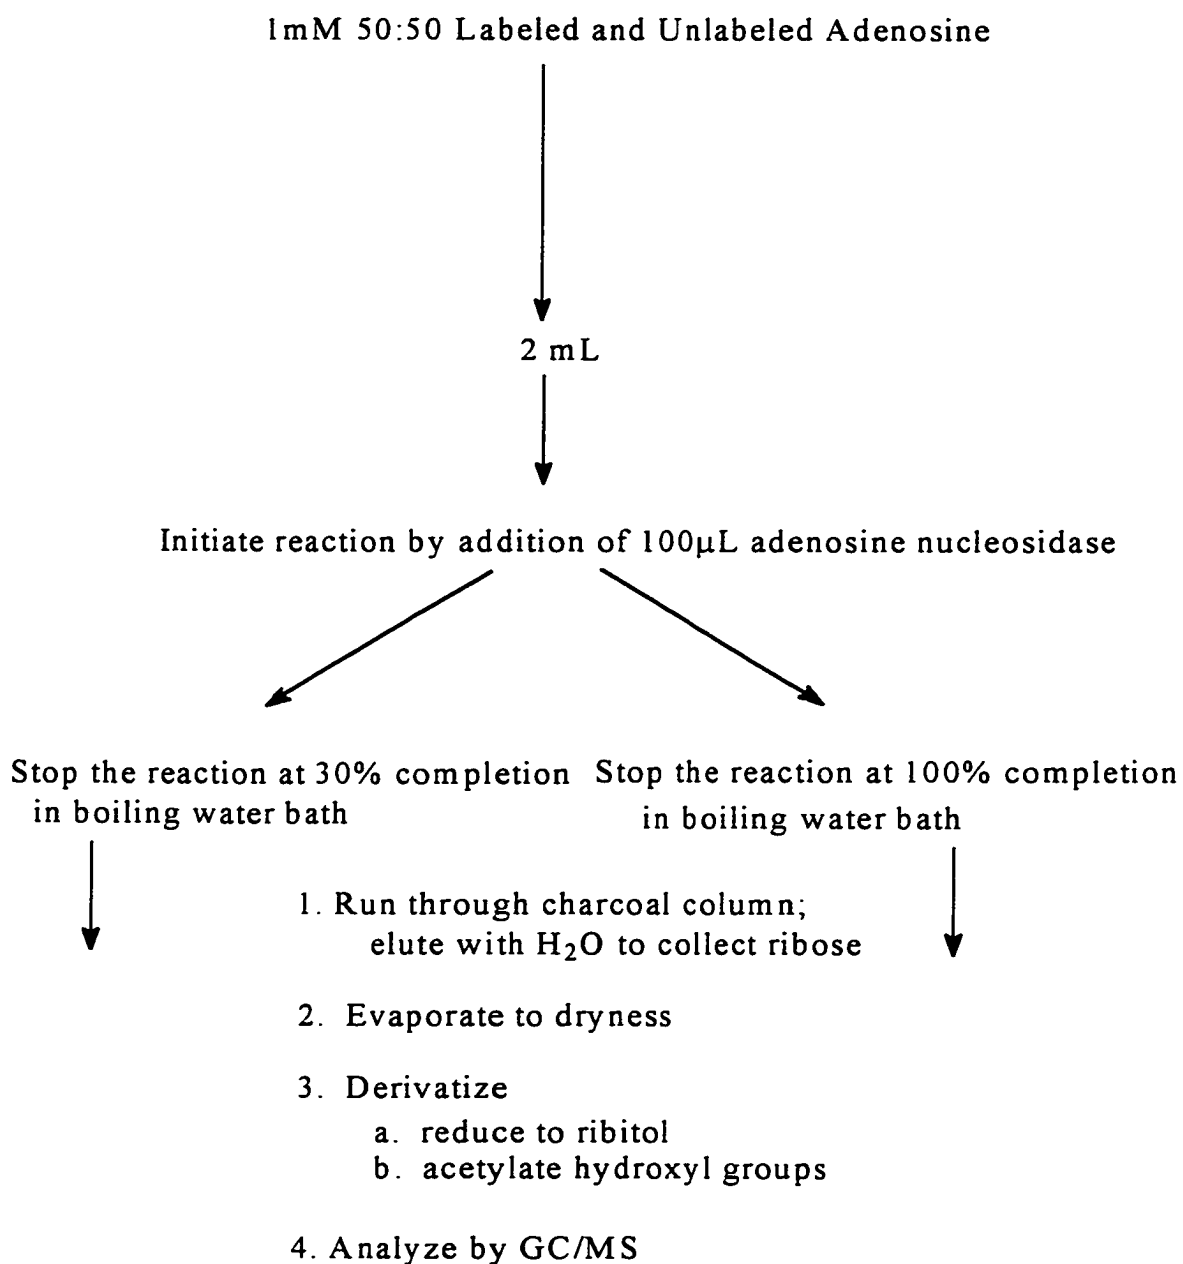 1mM 50:50 Labeled and Unlabeled Adenosine
2 mL
Initiate reaction by addition of 100µL adenosine nucleosidase
Stop the reaction at 30% completion
in boiling water bath
Stop the reaction at 100% completion
in boiling water bath
1. Run through charcoal column;
elute with H₂O to collect ribose
2. Evaporate to dryness
3. Derivatize
a. reduce to ribitol
b. acetylate hydroxyl groups
4. Analyze by GC/MS